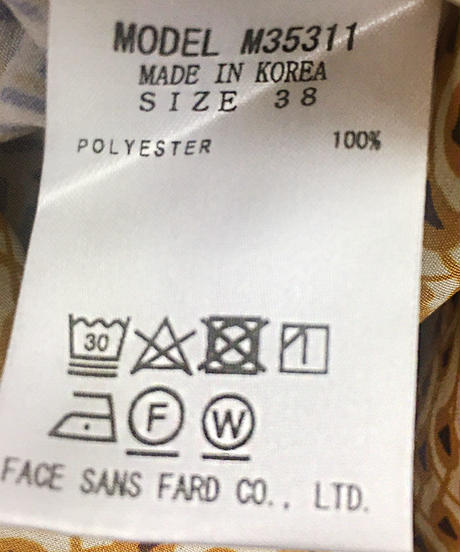 MODEL M35311
MADE IN KOREA
SIZE 38
POLYESTER 100%
30
F W
FACE SANS FARD CO., LTD.